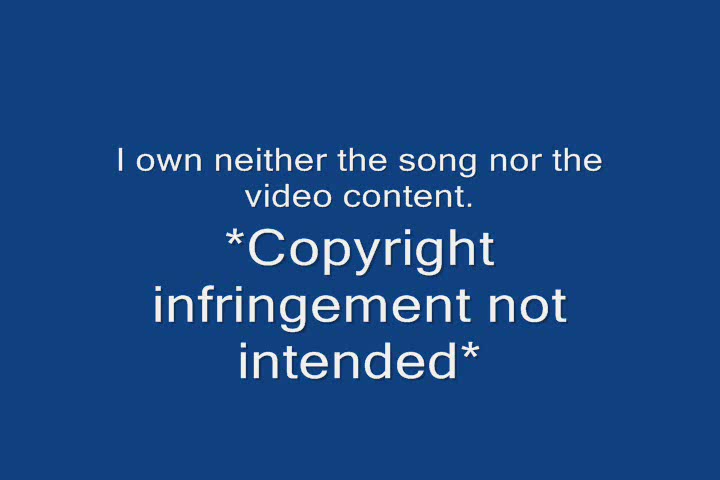 I own neither the song nor the
video content.
*Copyright
infringement not
intended*